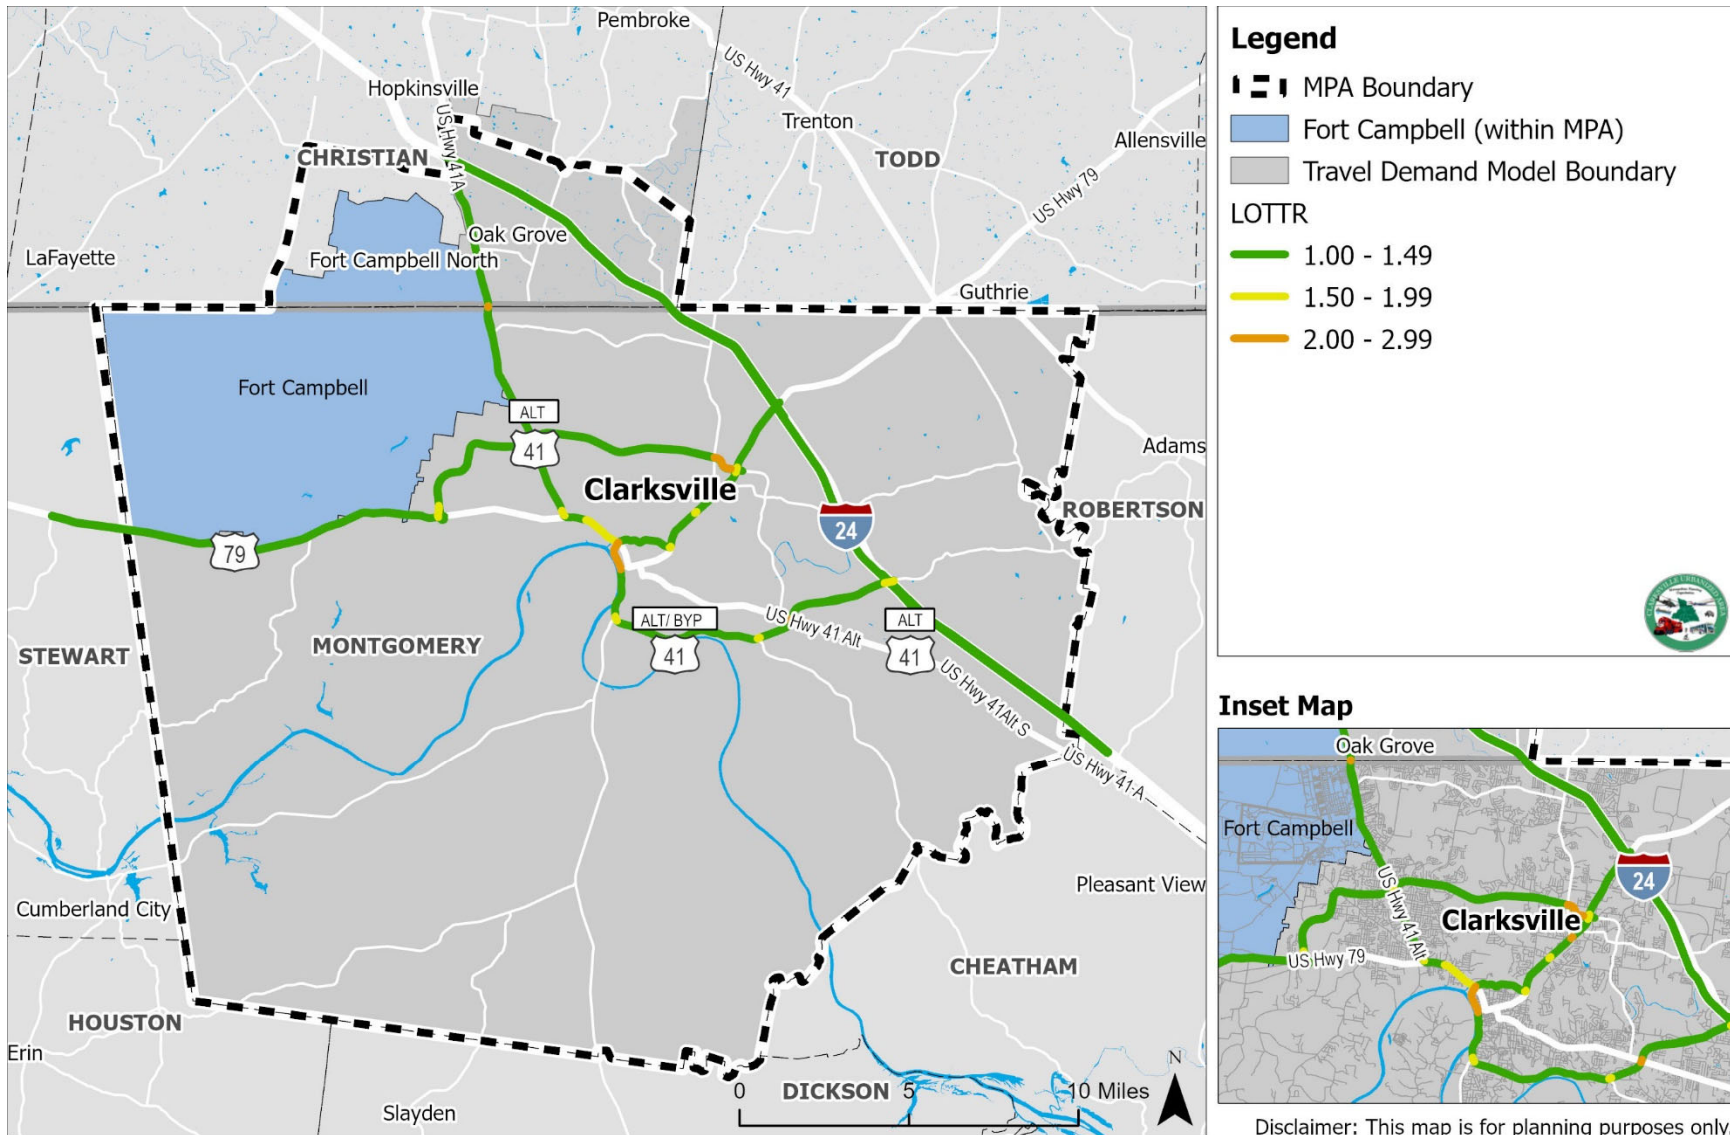 Pembroke
US Hwy 41
Hopkinsville
US Hwy 41A
Trenton
Allensville
CHRISTIAN
TODD
US Hwy 79
Oak Grove
LaFayette
Fort Campbell North
Guthrie
Fort Campbell
ALT
41
Adams
Clarksville
ROBERTSON
24
79
ALT/ BYP
41
US Hwy 41 Alt
ALT
41
MONTGOMERY
STEWART
US Hwy 41Alt S
US Hwy 41 A
Pleasant View
Cumberland City
CHEATHAM
HOUSTON
Erin
N
0 5 10 Miles
DICKSON
Slayden
Legend
MPA Boundary
Fort Campbell (within MPA)
Travel Demand Model Boundary
LOTTR
1.00 - 1.49
1.50 - 1.99
2.00 - 2.99
CLARKSVILLE URBANIZED AREA
Inset Map
Oak Grove
Fort Campbell
24
US Hwy 41 Alt
Clarksville
US Hwy 79
Disclaimer: This map is for planning purposes only